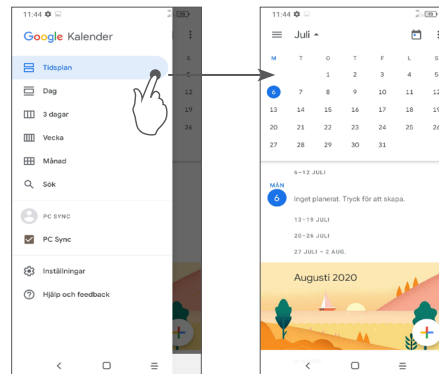 11:44
Google Kalender
Tidsplan
Dag
3 dagar
Vecka
Månad
Sök
PC SYNC
PC Sync
Inställningar
Hjälp och feedback
S
5
12
19
26
11:44
Juli
M T O T F L S
1 2 3 4 5
6 7 8 9 10 11 12
13 14 15 16 17 18 19
20 21 22 23 24 25 26
27 28 29 30 31
6–12 JULI
MÅN
6 Inget planerat. Tryck för att skapa.
13–19 JULI
20–26 JULI
27 JULI – 2 AUG.
Augusti 2020